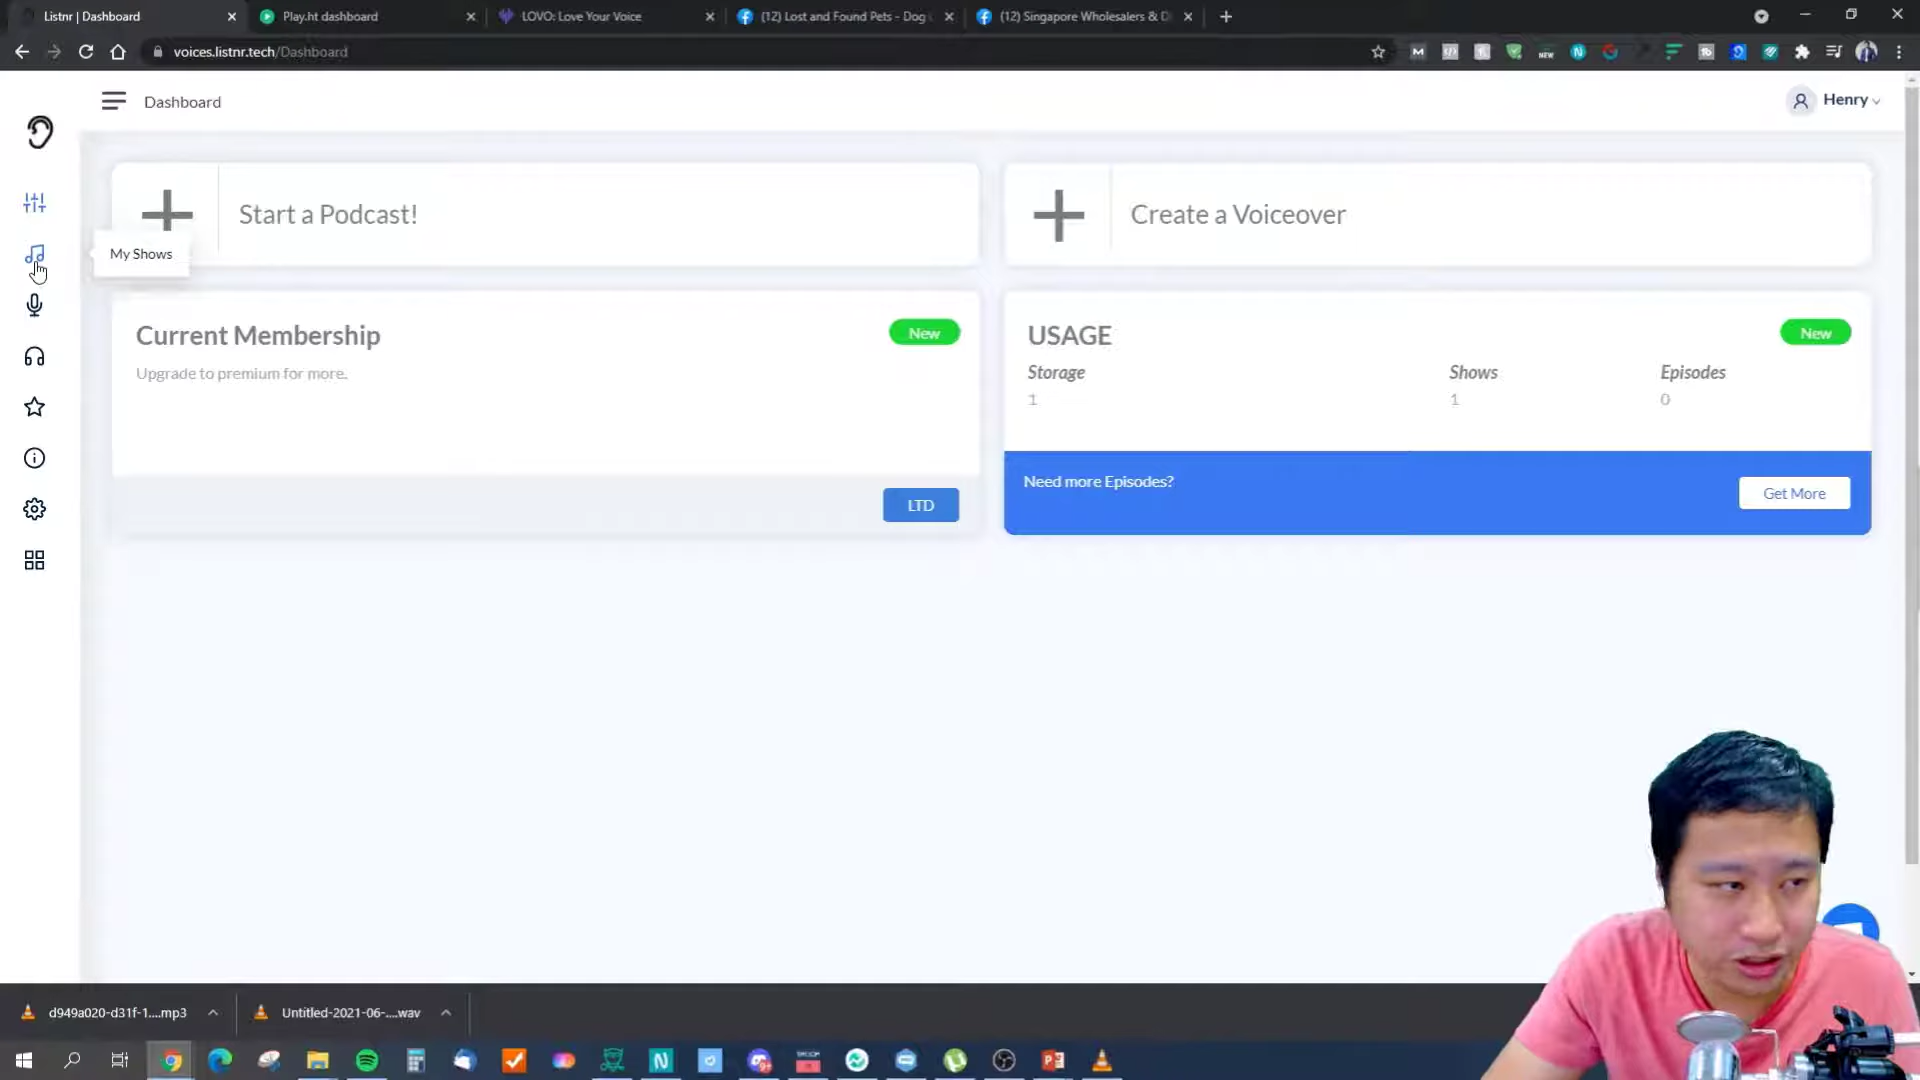 Listnr | Dashboard
Play.ht dashboard
LOVO: Love Your Voice
(12) Lost and Found Pets - Dog
(12) Singapore Wholesalers & D
voices.listnr.tech/Dashboard
Dashboard
Henry
Start a Podcast!
Create a Voiceover
My Shows
Current Membership
New
Upgrade to premium for more.
LTD
USAGE
New
Storage
Shows
Episodes
1
1
0
Need more Episodes?
Get More
d949a020-d31f-1....mp3
Untitled-2021-06-....wav